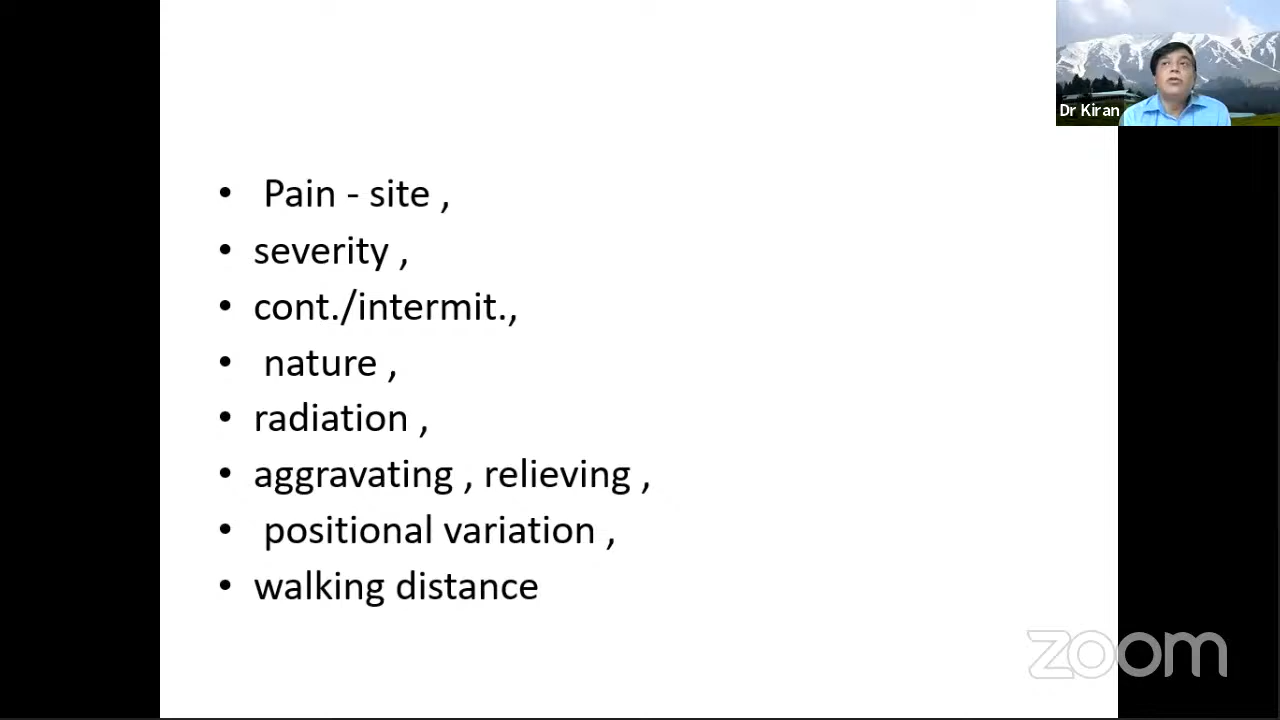 Dr Kiran
• Pain - site ,
• severity ,
• cont./intermit.,
• nature ,
• radiation ,
• aggravating , relieving ,
• positional variation ,
• walking distance
zoom